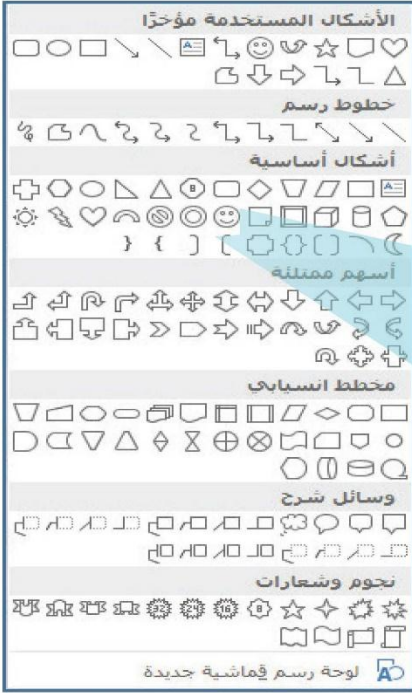 الأشكال المستخدمة مؤخرًا
خطوط رسم
أشكال أساسية
أسهم ممتلئة
مخطط انسيابي
وسائل شرح
نجوم وشعارات
لوحة رسم قماشية جديدة